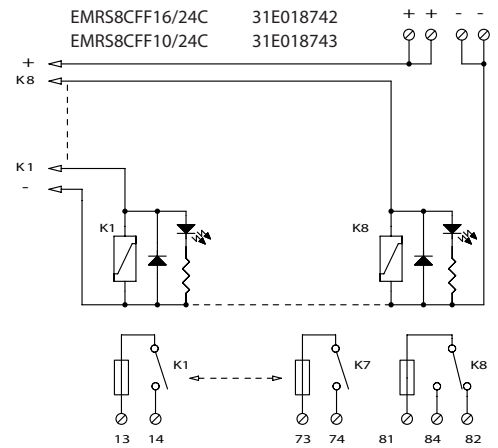 EMRS8CFF16/24C 31E018742
EMRS8CFF10/24C 31E018743
+ + - -
+
K8
K1
-
K1 K8
K1 K7 K8
13 14 73 74 81 84 82